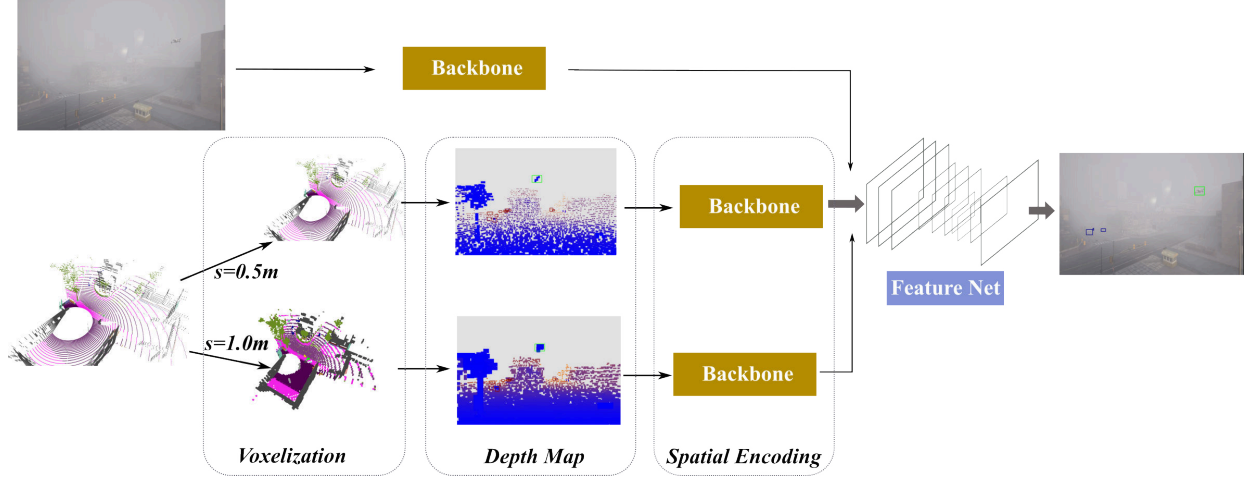 Backbone
s=0.5m
Backbone
s=1.0m
Feature Net
Backbone
Voxelization
Depth Map
Spatial Encoding